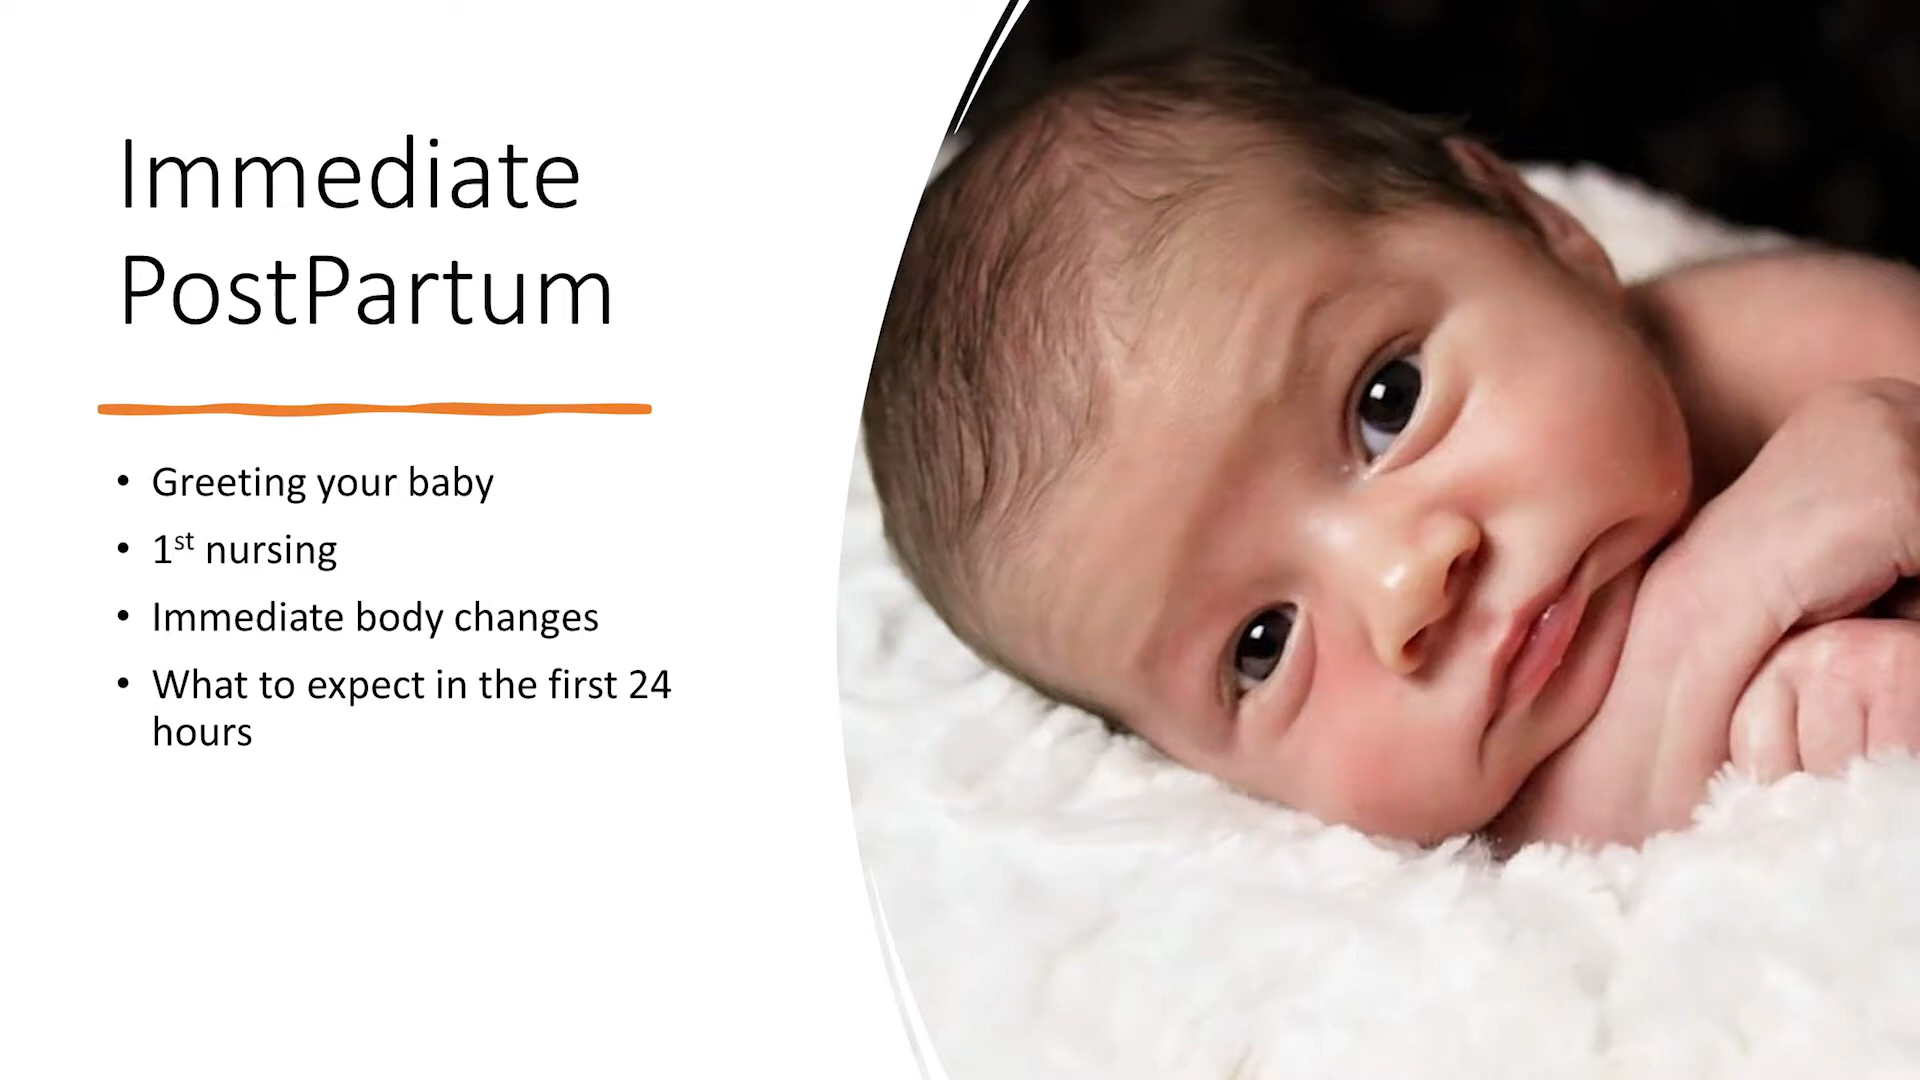 Immediate
PostPartum
• Greeting your baby
• 1st nursing
• Immediate body changes
• What to expect in the first 24
hours